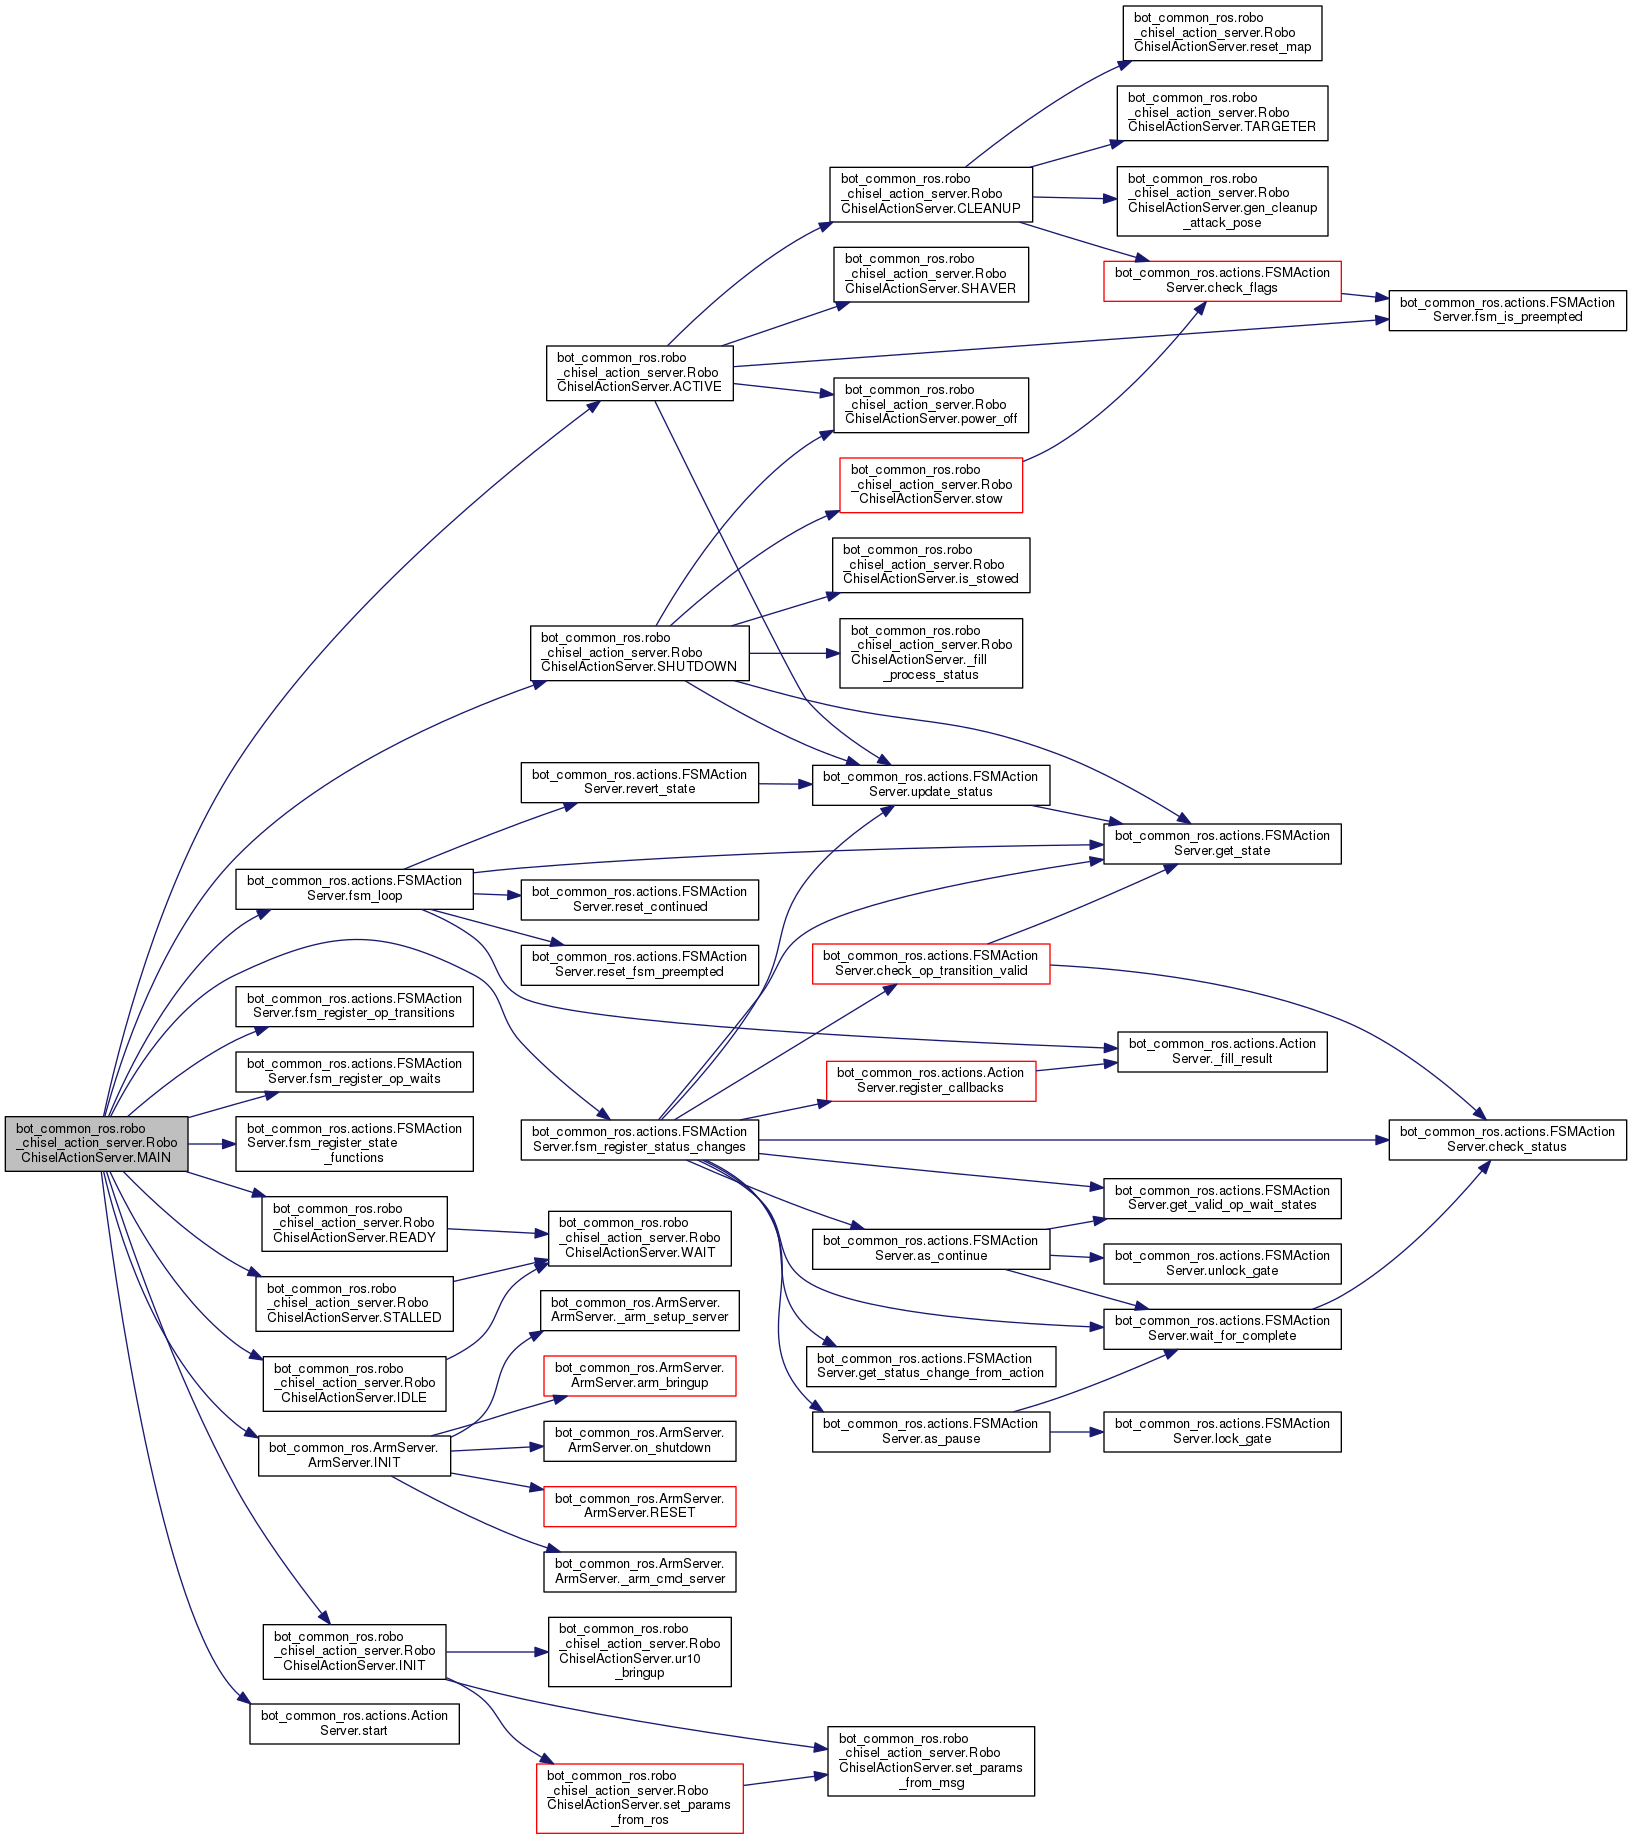 bot_common_ros.robo
_chisel_action_server.Robo
ChiselActionServer.reset_map
bot_common_ros.robo
_chisel_action_server.Robo
ChiselActionServer.TARGETER
bot_common_ros.robo
_chisel_action_server.Robo
ChiselActionServer.CLEANUP
bot_common_ros.robo
_chisel_action_server.Robo
ChiselActionServer.gen_cleanup
_attack_pose
bot_common_ros.robo
_chisel_action_server.Robo
ChiselActionServer.SHAVER
bot_common_ros.actions.FSMAction
Server.check_flags
bot_common_ros.actions.FSMAction
Server.fsm_is_preempted
bot_common_ros.robo
_chisel_action_server.Robo
ChiselActionServer.ACTIVE
bot_common_ros.robo
_chisel_action_server.Robo
ChiselActionServer.power_off
bot_common_ros.robo
_chisel_action_server.Robo
ChiselActionServer.stow
bot_common_ros.robo
_chisel_action_server.Robo
ChiselActionServer.is_stowed
bot_common_ros.robo
_chisel_action_server.Robo
ChiselActionServer.SHUTDOWN
bot_common_ros.robo
_chisel_action_server.Robo
ChiselActionServer._fill
_process_status
bot_common_ros.actions.FSMAction
Server.revert_state
bot_common_ros.actions.FSMAction
Server.update_status
bot_common_ros.actions.FSMAction
Server.get_state
bot_common_ros.actions.FSMAction
Server.fsm_loop
bot_common_ros.actions.FSMAction
Server.reset_continued
bot_common_ros.actions.FSMAction
Server.reset_fsm_preempted
bot_common_ros.actions.FSMAction
Server.check_op_transition_valid
bot_common_ros.actions.FSMAction
Server.fsm_register_op_transitions
bot_common_ros.actions.Action
Server._fill_result
bot_common_ros.actions.FSMAction
Server.fsm_register_op_waits
bot_common_ros.actions.Action
Server.register_callbacks
bot_common_ros.robo
_chisel_action_server.Robo
ChiselActionServer.MAIN
bot_common_ros.actions.FSMAction
Server.fsm_register_state
_functions
bot_common_ros.actions.FSMAction
Server.fsm_register_status_changes
bot_common_ros.actions.FSMAction
Server.check_status
bot_common_ros.actions.FSMAction
Server.get_valid_op_wait_states
bot_common_ros.robo
_chisel_action_server.Robo
ChiselActionServer.READY
bot_common_ros.robo
_chisel_action_server.Robo
ChiselActionServer.WAIT
bot_common_ros.actions.FSMAction
Server.as_continue
bot_common_ros.actions.FSMAction
Server.unlock_gate
bot_common_ros.robo
_chisel_action_server.Robo
ChiselActionServer.STALLED
bot_common_ros.ArmServer.
ArmServer._arm_setup_server
bot_common_ros.actions.FSMAction
Server.wait_for_complete
bot_common_ros.actions.FSMAction
Server.get_status_change_from_action
bot_common_ros.robo
_chisel_action_server.Robo
ChiselActionServer.IDLE
bot_common_ros.ArmServer.
ArmServer.arm_bringup
bot_common_ros.actions.FSMAction
Server.as_pause
bot_common_ros.actions.FSMAction
Server.lock_gate
bot_common_ros.ArmServer.
ArmServer.INIT
bot_common_ros.ArmServer.
ArmServer.on_shutdown
bot_common_ros.ArmServer.
ArmServer.RESET
bot_common_ros.ArmServer.
ArmServer._arm_cmd_server
bot_common_ros.robo
_chisel_action_server.Robo
ChiselActionServer.INIT
bot_common_ros.robo
_chisel_action_server.Robo
ChiselActionServer.ur10
_bringup
bot_common_ros.actions.Action
Server.start
bot_common_ros.robo
_chisel_action_server.Robo
ChiselActionServer.set_params
_from_msg
bot_common_ros.robo
_chisel_action_server.Robo
ChiselActionServer.set_params
_from_ros